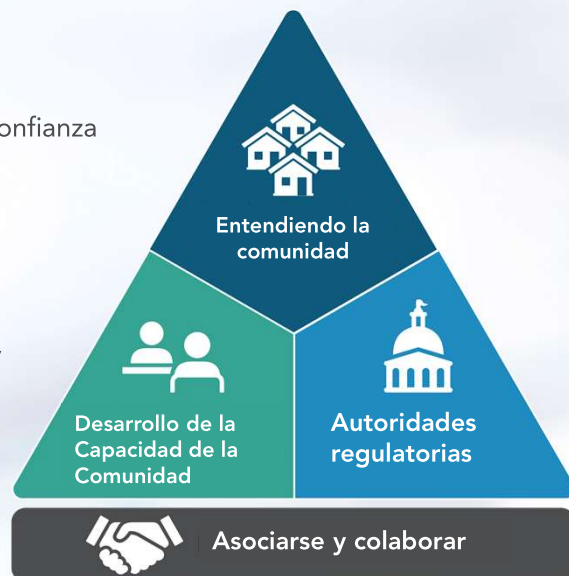 onfianza
Entendiendo la
comunidad
Desarrollo de la
Capacidad de la
Comunidad
Autoridades
regulatorias
Asociarse y colaborar